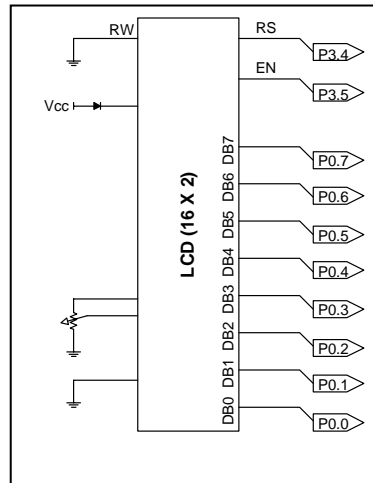 RW
RS
P3.4
EN
P3.5
Vcc
LCD (16 X 2)
DB7
P0.7
DB6
P0.6
DB5
P0.5
DB4
P0.4
DB3
P0.3
DB2
P0.2
DB1
P0.1
DB0
P0.0